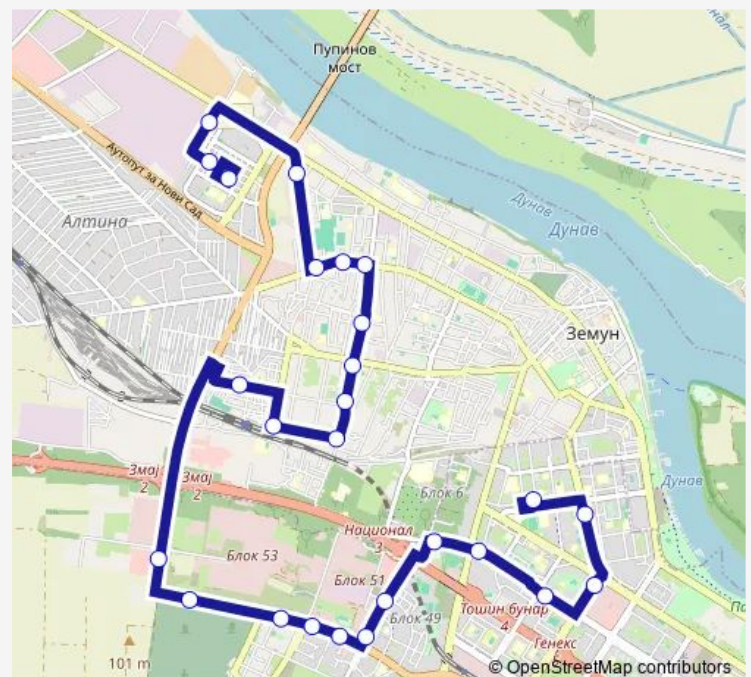 Пупинов
мост
Аутопут за Нови Сад
Алтина
Дунав
Дунав
Земун
Змај
2
Змај
2
Блок 6
Дунав
Национал
3
Блок 53
Блок 51
Блок 49
Тошин бунар
4
Генекс
101 m
© OpenStreetMap contributors